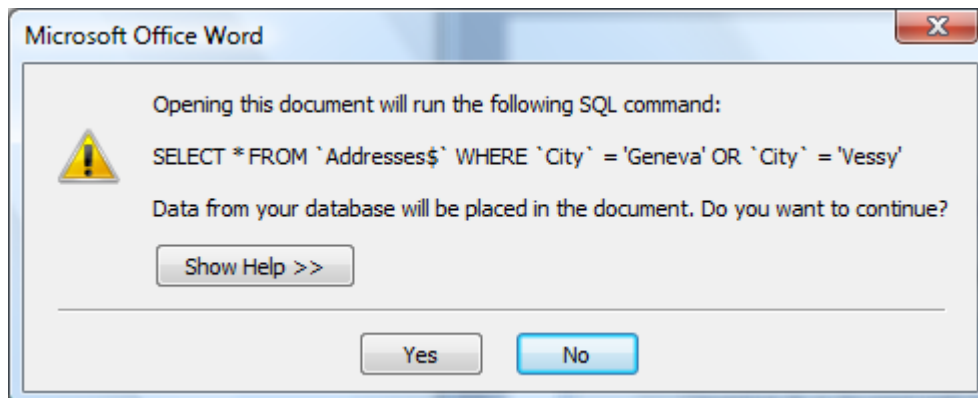 Microsoft Office Word
Opening this document will run the following SQL command:
SELECT * FROM `Addresses$` WHERE `City` = 'Geneva' OR `City` = 'Vessy'
Data from your database will be placed in the document. Do you want to continue?
Show Help >>
Yes No